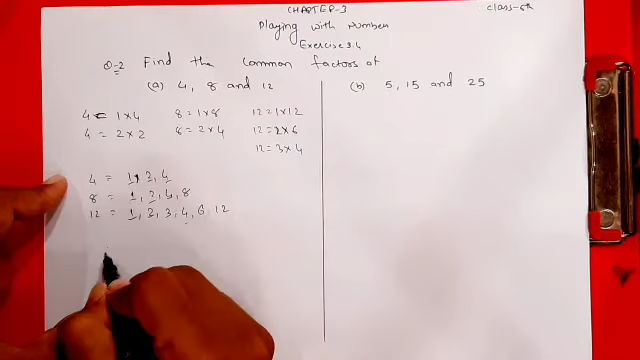 CHAPTER-3
class-6th
Playing with Number
Exercise 3.4
Q-2 Find the Common factors of
(a) 4, 8 and 12
(b) 5, 15 and 25
4 = 1×4
8 = 1×8
12 = 1×12
4 = 2×2
8 = 2×4
12 = 2×6
12 = 3×4
4 = 1, 2, 4
8 = 1, 2, 4, 8
12 = 1, 2, 3, 4, 6, 12